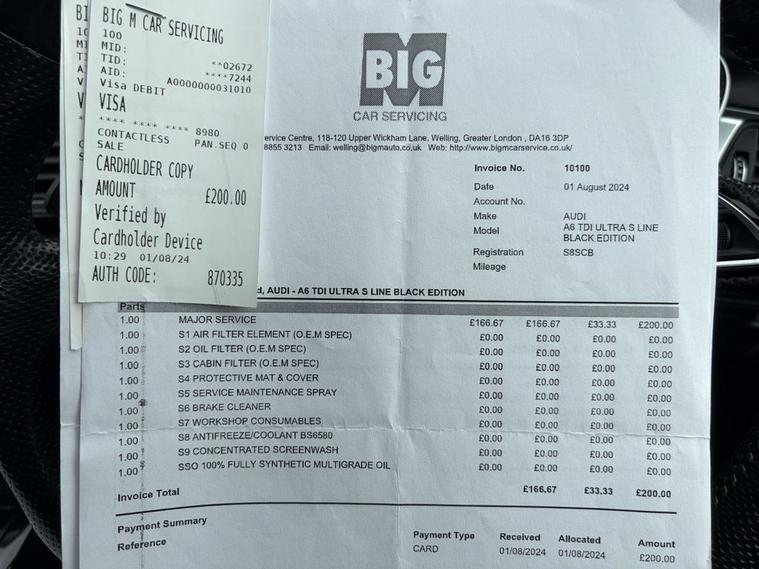 BIG M CAR SERVICING
100
MID: **02672
TID: ****7244
AID: A0000000031010
Visa DEBIT
VISA
**** **** **** 8980
CONTACTLESS PAN.SEQ 0
SALE
CARDHOLDER COPY
AMOUNT £200.00
Verified by
Cardholder Device
10:29 01/08/24
AUTH CODE: 870335
BIG M
CAR SERVICING
ervice Centre, 118-120 Upper Wickham Lane, Welling, Greater London , DA16 3DP
8855 3213 Email: welling@bigmauto.co.uk Web: http://www.bigmcarservice.co.uk/
Invoice No. 10100
Date 01 August 2024
Account No.
Make AUDI
Model A6 TDI ULTRA S LINE
BLACK EDITION
Registration S8SCB
Mileage
d, AUDI - A6 TDI ULTRA S LINE BLACK EDITION
Parts
1.00 MAJOR SERVICE £166.67 £166.67 £33.33 £200.00
1.00 S1 AIR FILTER ELEMENT (O.E.M SPEC) £0.00 £0.00 £0.00 £0.00
1.00 S2 OIL FILTER (O.E.M SPEC) £0.00 £0.00 £0.00 £0.00
1.00 S3 CABIN FILTER (O.E.M SPEC) £0.00 £0.00 £0.00 £0.00
1.00 S4 PROTECTIVE MAT & COVER £0.00 £0.00 £0.00 £0.00
1.00 S5 SERVICE MAINTENANCE SPRAY £0.00 £0.00 £0.00 £0.00
1.00 S6 BRAKE CLEANER £0.00 £0.00 £0.00 £0.00
1.00 S7 WORKSHOP CONSUMABLES £0.00 £0.00 £0.00 £0.00
1.00 S8 ANTIFREEZE/COOLANT BS6580 £0.00 £0.00 £0.00 £0.00
1.00 S9 CONCENTRATED SCREENWASH £0.00 £0.00 £0.00 £0.00
1.00 SSO 100% FULLY SYNTHETIC MULTIGRADE OIL £0.00 £0.00 £0.00 £0.00
Invoice Total £166.67 £33.33 £200.00
Payment Summary
Reference Payment Type Received Allocated Amount
CARD 01/08/2024 01/08/2024 £200.00